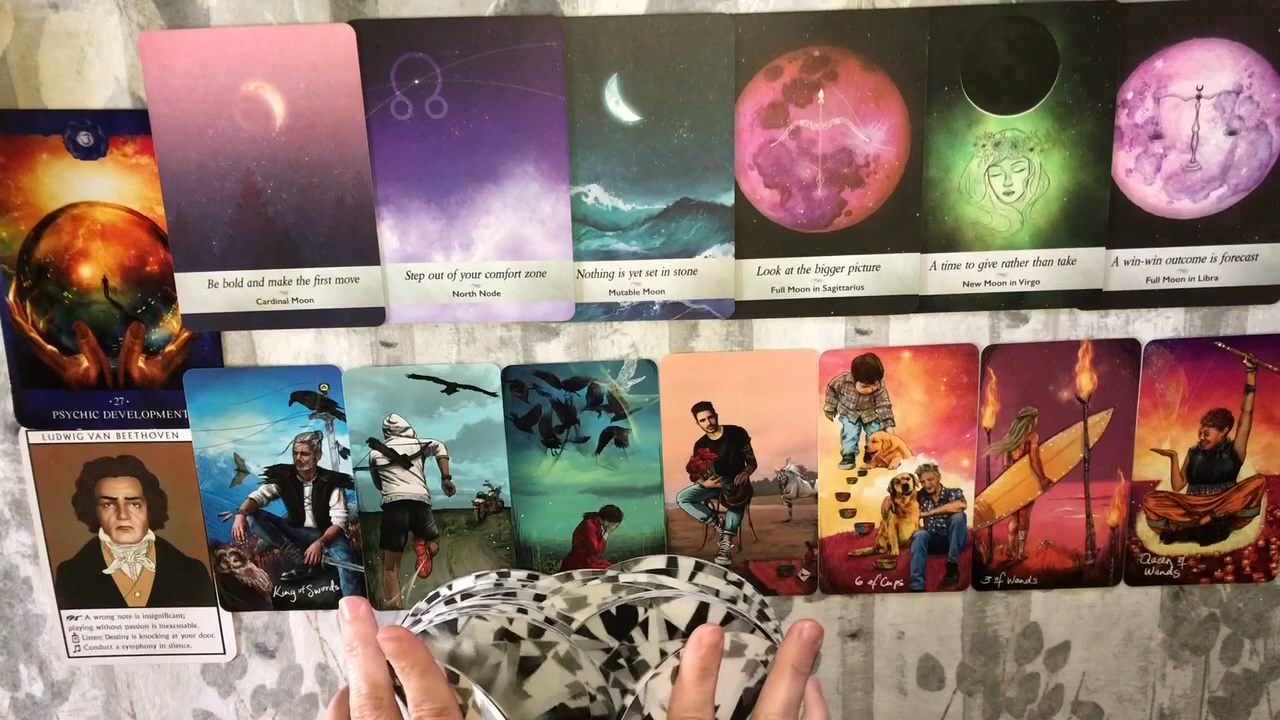 Be bold and make the first move
Cardinal Moon
Step out of your comfort zone
North Node
Nothing is yet set in stone
Mutable Moon
Look at the bigger picture
Full Moon in Sagittarius
A time to give rather than take
New Moon in Virgo
A win-win outcome is forecast
Full Moon in Libra
·27·
PSYCHIC DEVELOPMENT
LUDWIG VAN BEETHOVEN
A wrong note is insignificant;
playing without passion is inexcusable.
Listen: Destiny is knocking at your door.
Conduct a symphony in silence.
King of Swords
6 of Cups
3 of Wands
Queen of
Wands